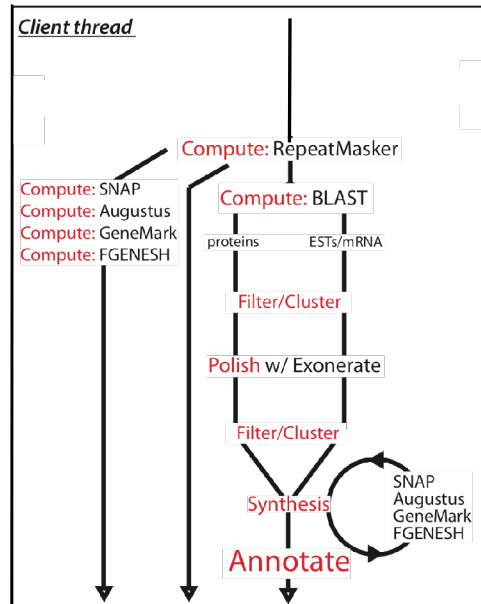 Client thread
Compute: RepeatMasker
Compute: SNAP
Compute: Augustus
Compute: GeneMark
Compute: FGENESH
Compute: BLAST
proteins
ESTs/mRNA
Filter/Cluster
Polish w/ Exonerate
Filter/Cluster
Synthesis
SNAP
Augustus
GeneMark
FGENESH
Annotate